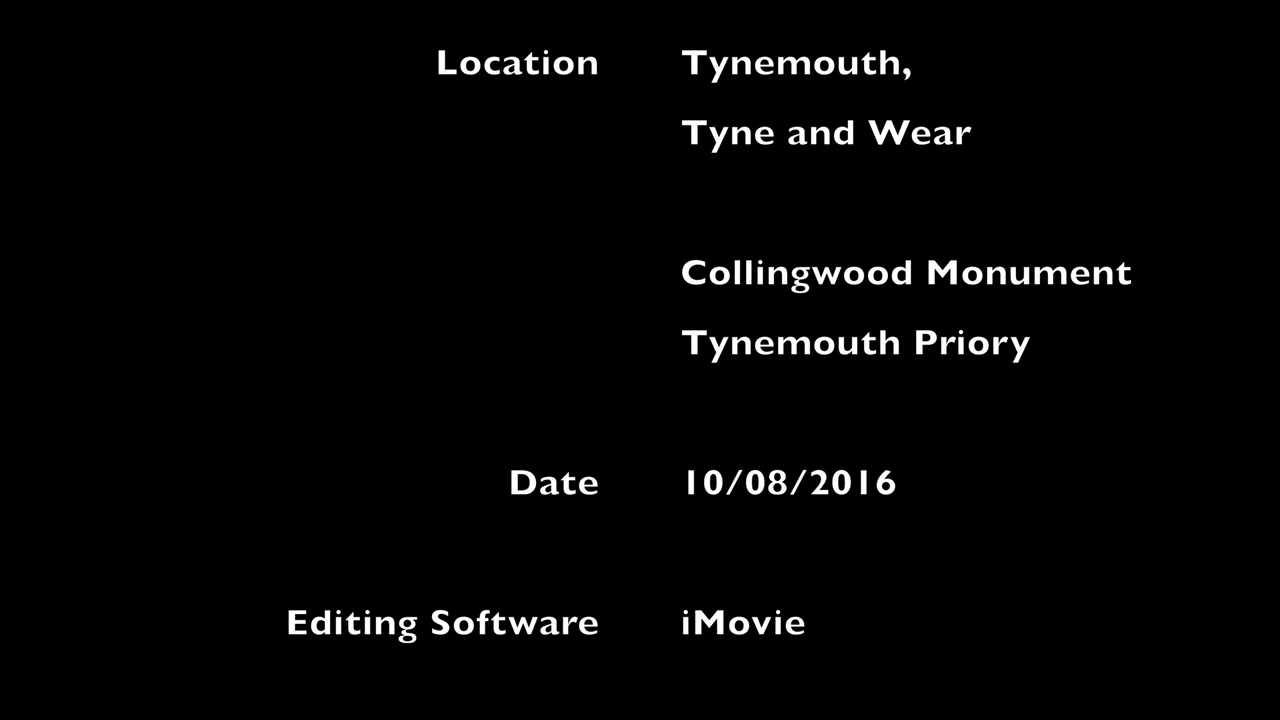 Location Tynemouth,
Tyne and Wear
Collingwood Monument
Tynemouth Priory
Date 10/08/2016
Editing Software iMovie